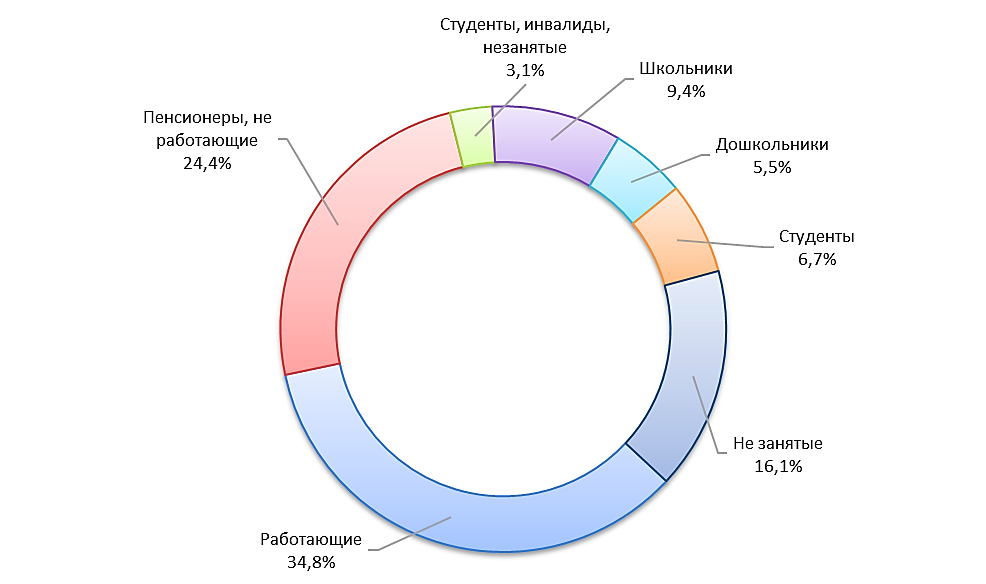 Студенты, инвалиды,
незанятые
3,1%
Школьники
9,4%
Пенсионеры, не
работающие
24,4%
Дошкольники
5,5%
Студенты
6,7%
Не занятые
16,1%
Работающие
34,8%